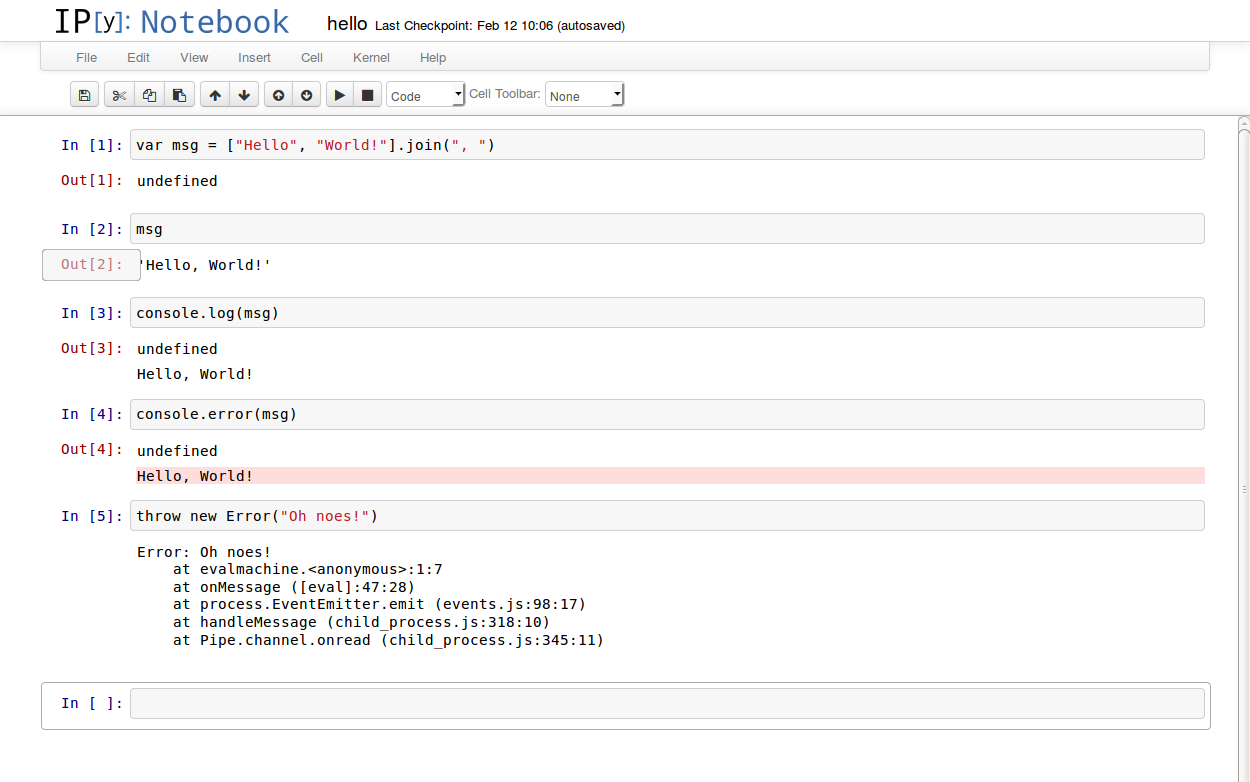 IP[y]: Notebook hello Last Checkpoint: Feb 12 10:06 (autosaved)
File Edit View Insert Cell Kernel Help
Code Cell Toolbar: None
In [1]: var msg = ["Hello", "World!"].join(", ")
Out[1]: undefined
In [2]: msg
Out[2]: 'Hello, World!'
In [3]: console.log(msg)
Out[3]: undefined
Hello, World!
In [4]: console.error(msg)
Out[4]: undefined
Hello, World!
In [5]: throw new Error("Oh noes!")
Error: Oh noes!
    at evalmachine.<anonymous>:1:7
    at onMessage ([eval]:47:28)
    at process.EventEmitter.emit (events.js:98:17)
    at handleMessage (child_process.js:318:10)
    at Pipe.channel.onread (child_process.js:345:11)
In [ ]: